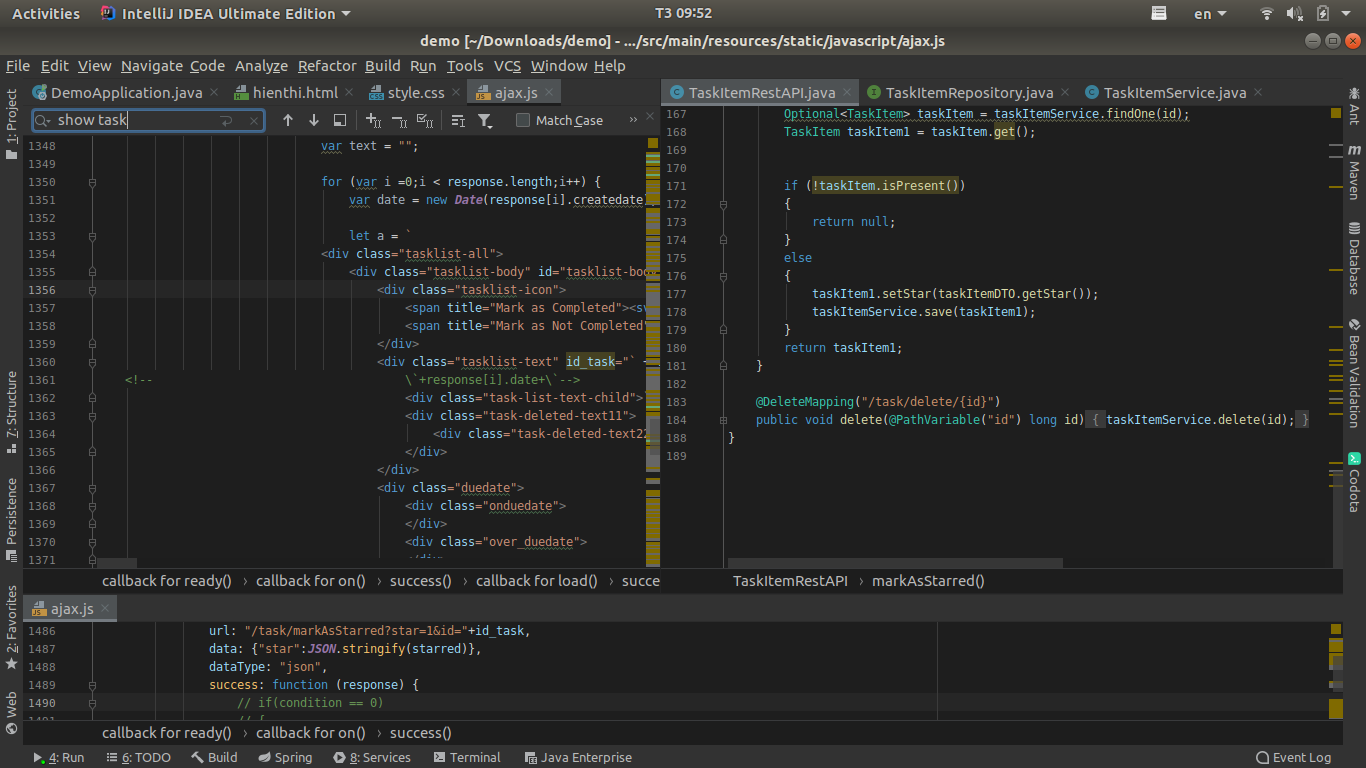 Activities IntelliJ IDEA Ultimate Edition T3 09:52 en
demo [~/Downloads/demo] - .../src/main/resources/static/javascript/ajax.js
File Edit View Navigate Code Analyze Refactor Build Run Tools VCS Window Help
DemoApplication.java hienthi.html style.css ajax.js
show task Match Case »
1348 var text = "";
1349
1350 for (var i =0;i < response.length;i++) {
1351 var date = new Date(response[i].createdate)
1352
1353 let a = `
1354 <div class="tasklist-all">
1355 <div class="tasklist-body" id="tasklist-body
1356 <div class="tasklist-icon">
1357 <span title="Mark as Completed"><sv
1358 <span title="Mark as Not Completed"
1359 </div>
1360 <div class="tasklist-text" id_task="` +
1361 <!-- \`+response[i].date+\`-->
1362 <div class="task-list-text-child">
1363 <div class="task-deleted-text11">
1364 <div class="task-deleted-text22
1365 </div>
1366 </div>
1367 <div class="duedate">
1368 <div class="onduedate">
1369 </div>
1370 <div class="over_duedate">
1371 </div>
callback for ready() › callback for on() › success() › callback for load() › succe
TaskItemRestAPI.java TaskItemRepository.java TaskItemService.java
167 Optional<TaskItem> taskItem = taskItemService.findOne(id);
168 TaskItem taskItem1 = taskItem.get();
169
170
171 if (!taskItem.isPresent())
172 {
173 return null;
174 }
175 else
176 {
177 taskItem1.setStar(taskItemDTO.getStar());
178 taskItemService.save(taskItem1);
179 }
180 return taskItem1;
181 }
182
183 @DeleteMapping("/task/delete/{id}")
184 public void delete(@PathVariable("id") long id) { taskItemService.delete(id); }
188 }
189
TaskItemRestAPI › markAsStarred()
ajax.js
1486 url: "/task/markAsStarred?star=1&id="+id_task,
1487 data: {"star":JSON.stringify(starred)},
1488 dataType: "json",
1489 success: function (response) {
1490 // if(condition == 0)
1491 // {
callback for ready() › callback for on() › success()
1: Project
7: Structure
Persistence
2: Favorites
Web
Ant
Maven
Database
Bean Validation
Codota
4: Run 6: TODO Build Spring 8: Services Terminal Java Enterprise Event Log